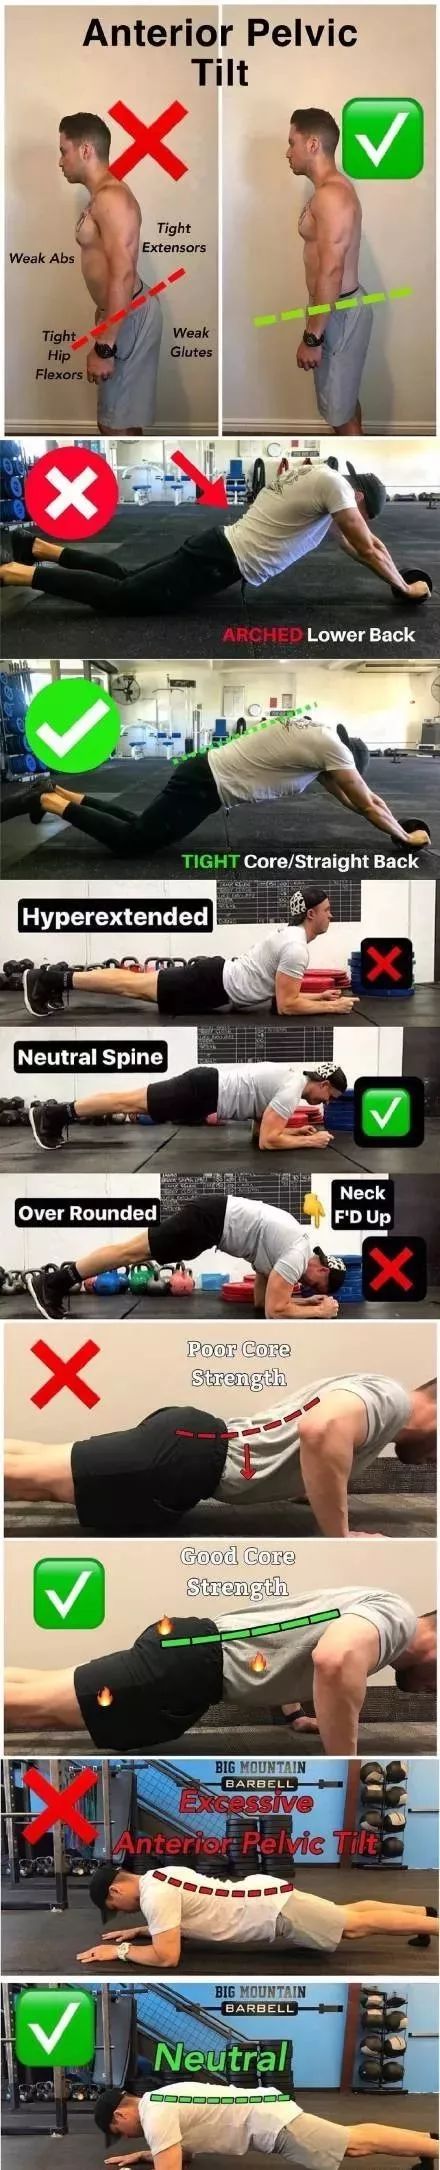 Anterior Pelvic
Tilt
Tight
Extensors
Weak Abs
Tight
Hip
Flexors
Weak
Glutes
ARCHED Lower Back
TIGHT Core/Straight Back
Hyperextended
Neutral Spine
Over Rounded
Neck
F'D Up
Poor Core
Strength
Good Core
Strength
BIG MOUNTAIN
BARBELL
Excessive
Anterior Pelvic Tilt
BIG MOUNTAIN
BARBELL
Neutral